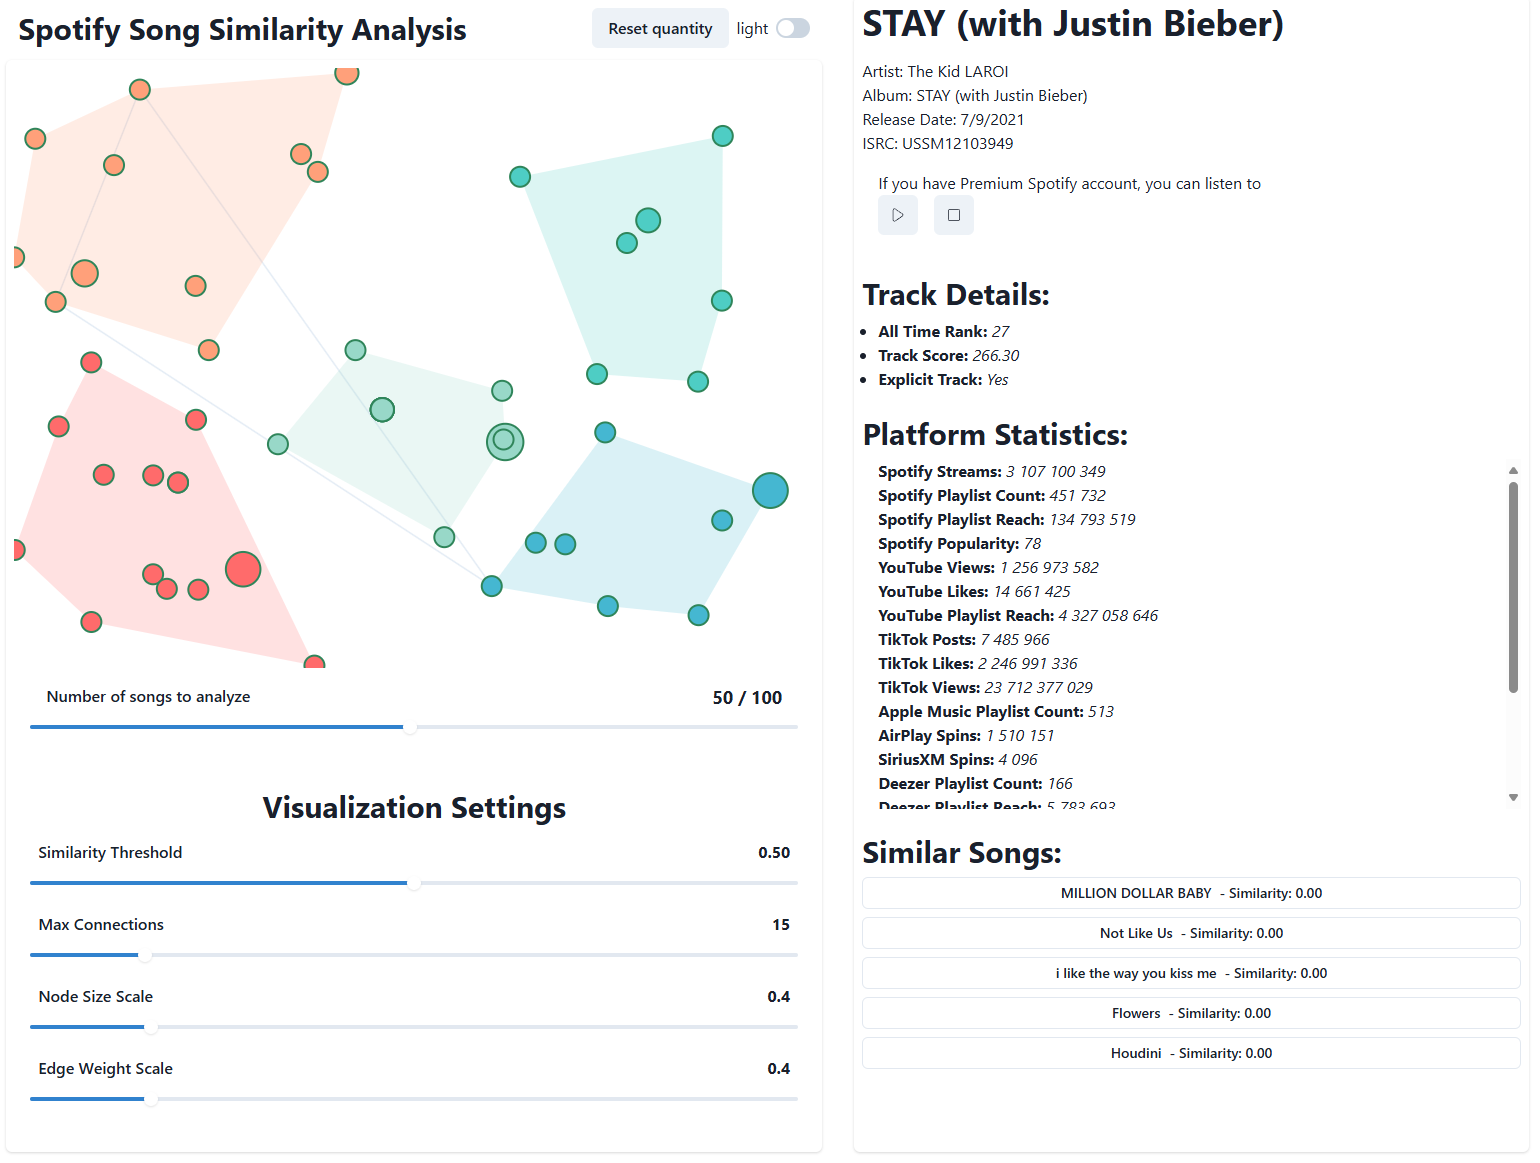 Spotify Song Similarity Analysis
Reset quantity
light
Number of songs to analyze
50 / 100
Visualization Settings
Similarity Threshold
0.50
Max Connections
15
Node Size Scale
0.4
Edge Weight Scale
0.4
STAY (with Justin Bieber)
Artist: The Kid LAROI
Album: STAY (with Justin Bieber)
Release Date: 7/9/2021
ISRC: USSM12103949
If you have Premium Spotify account, you can listen to
Track Details:
All Time Rank: 27
Track Score: 266.30
Explicit Track: Yes
Platform Statistics:
Spotify Streams: 3 107 100 349
Spotify Playlist Count: 451 732
Spotify Playlist Reach: 134 793 519
Spotify Popularity: 78
YouTube Views: 1 256 973 582
YouTube Likes: 14 661 425
YouTube Playlist Reach: 4 327 058 646
TikTok Posts: 7 485 966
TikTok Likes: 2 246 991 336
TikTok Views: 23 712 377 029
Apple Music Playlist Count: 513
AirPlay Spins: 1 510 151
SiriusXM Spins: 4 096
Deezer Playlist Count: 166
Deezer Playlist Reach: 5 783 693
Similar Songs:
MILLION DOLLAR BABY - Similarity: 0.00
Not Like Us - Similarity: 0.00
i like the way you kiss me - Similarity: 0.00
Flowers - Similarity: 0.00
Houdini - Similarity: 0.00